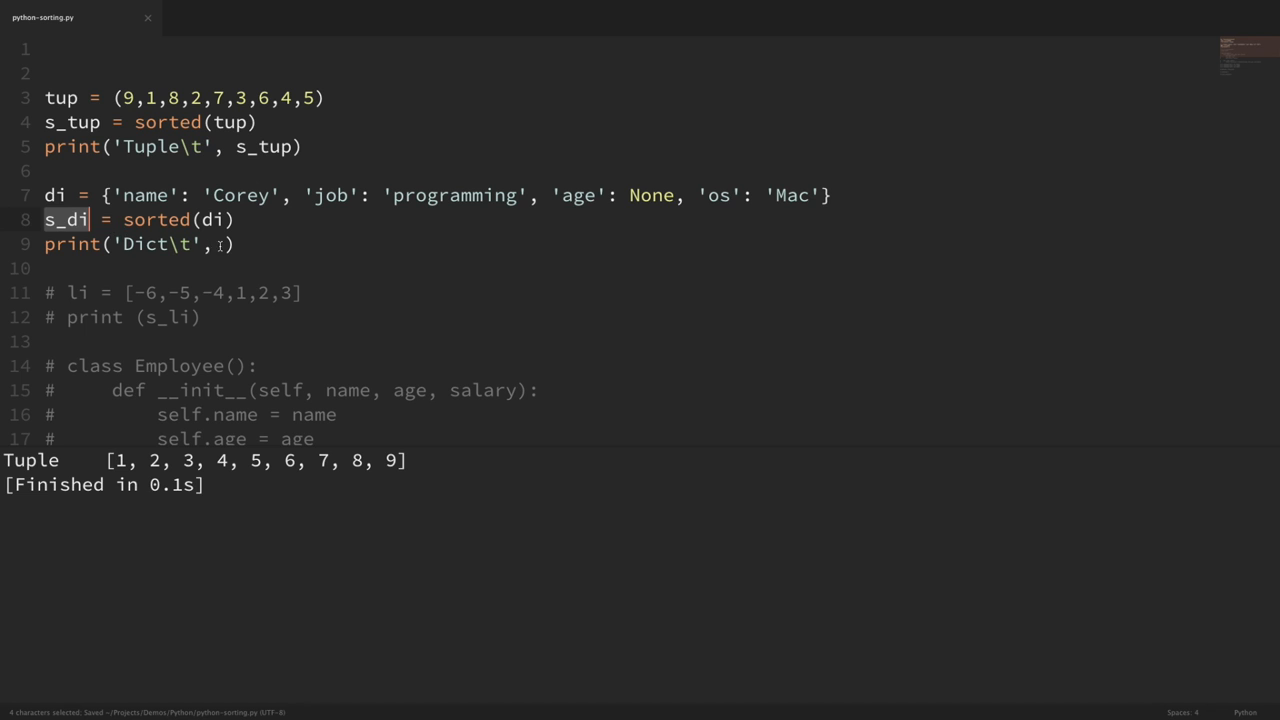 python-sorting.py ×
1
2
3 tup = (9,1,8,2,7,3,6,4,5)
4 s_tup = sorted(tup)
5 print('Tuple\t', s_tup)
6
7 di = {'name': 'Corey', 'job': 'programming', 'age': None, 'os': 'Mac'}
8 s_di = sorted(di)
9 print('Dict\t', )
10
11 # li = [-6,-5,-4,1,2,3]
12 # print (s_li)
13
14 # class Employee():
15 #     def __init__(self, name, age, salary):
16 #         self.name = name
17 #         self.age = age
Tuple    [1, 2, 3, 4, 5, 6, 7, 8, 9]
[Finished in 0.1s]
4 characters selected; Saved ~/Projects/Demos/Python/python-sorting.py (UTF-8) Spaces: 4 Python